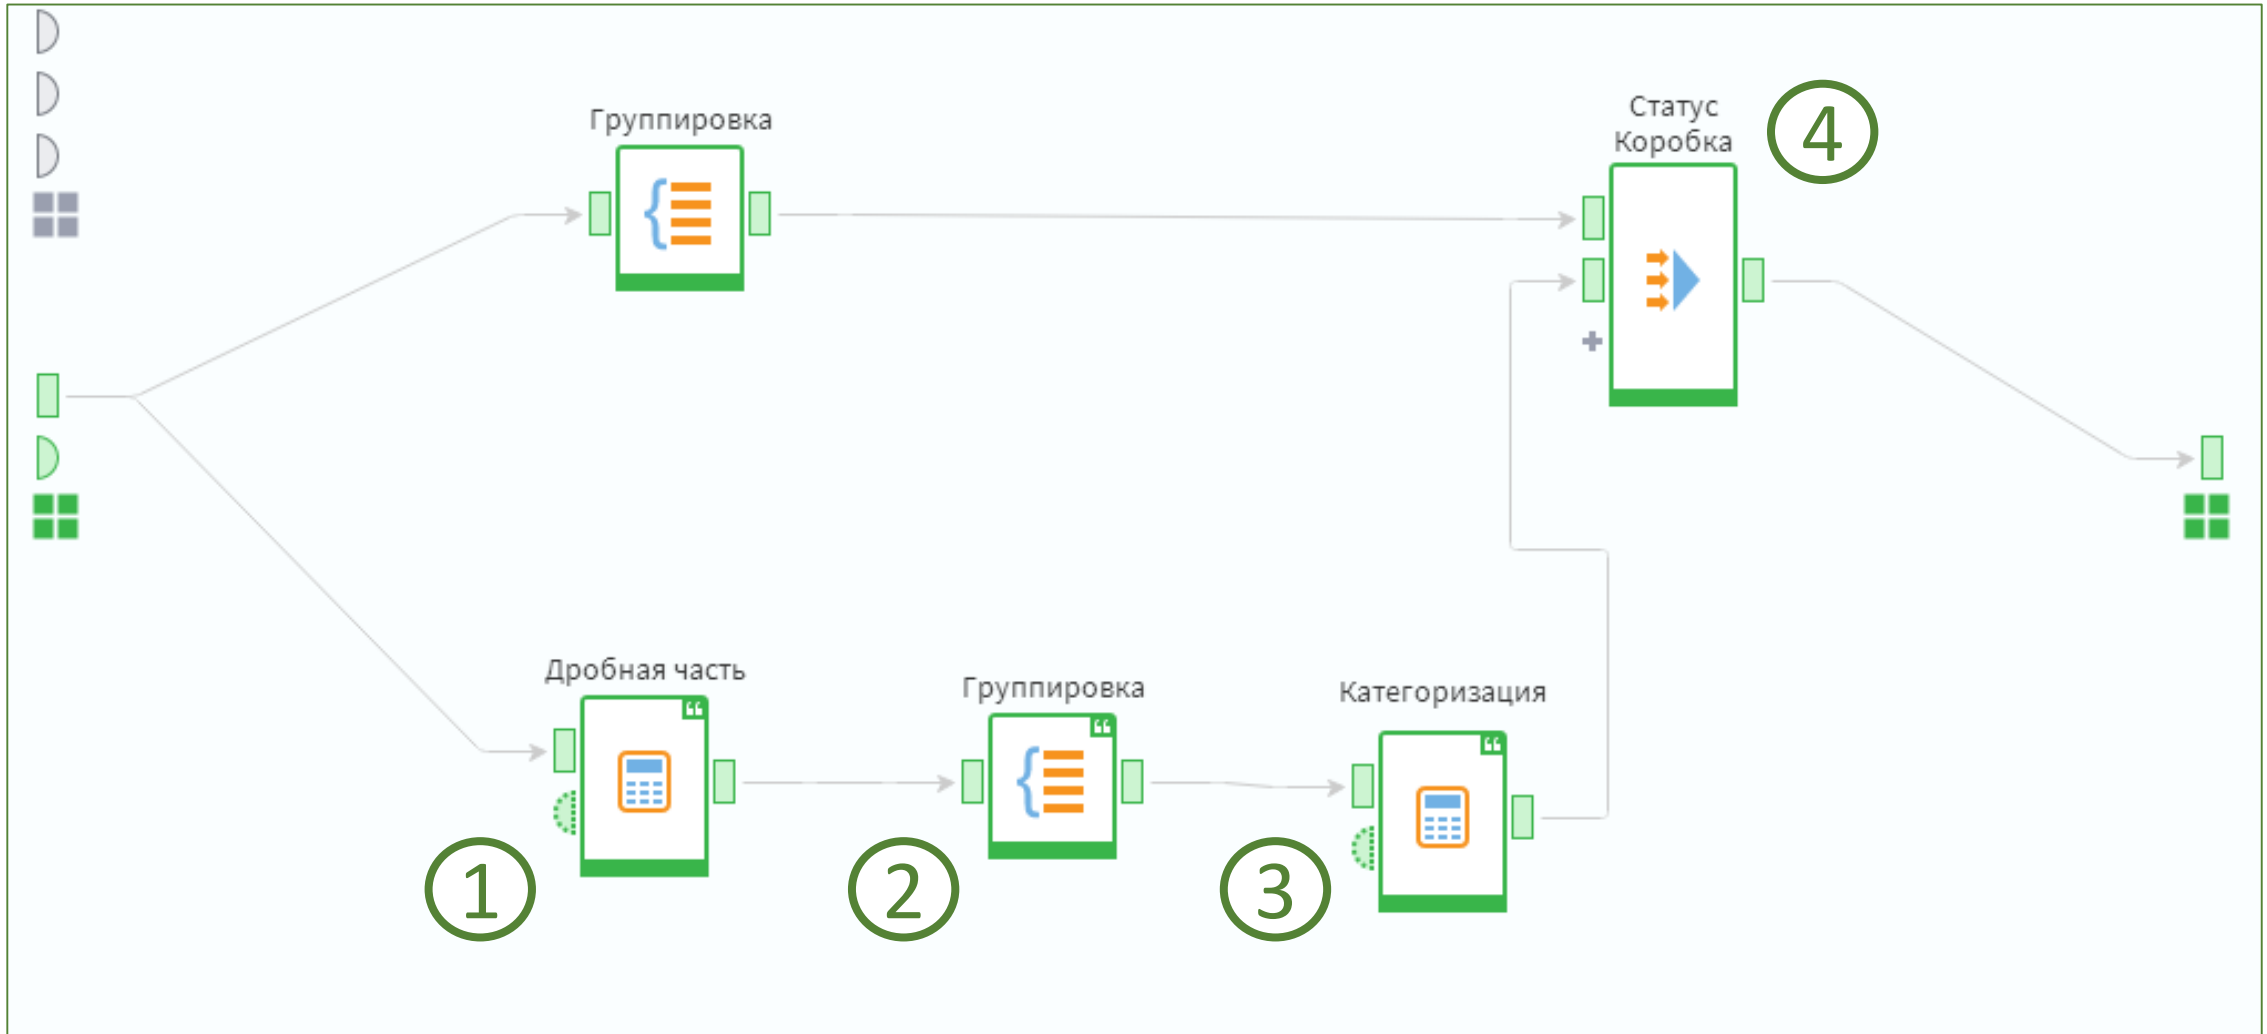 Группировка
Статус
Коробка
4
Дробная часть
Группировка
Категоризация
1
2
3